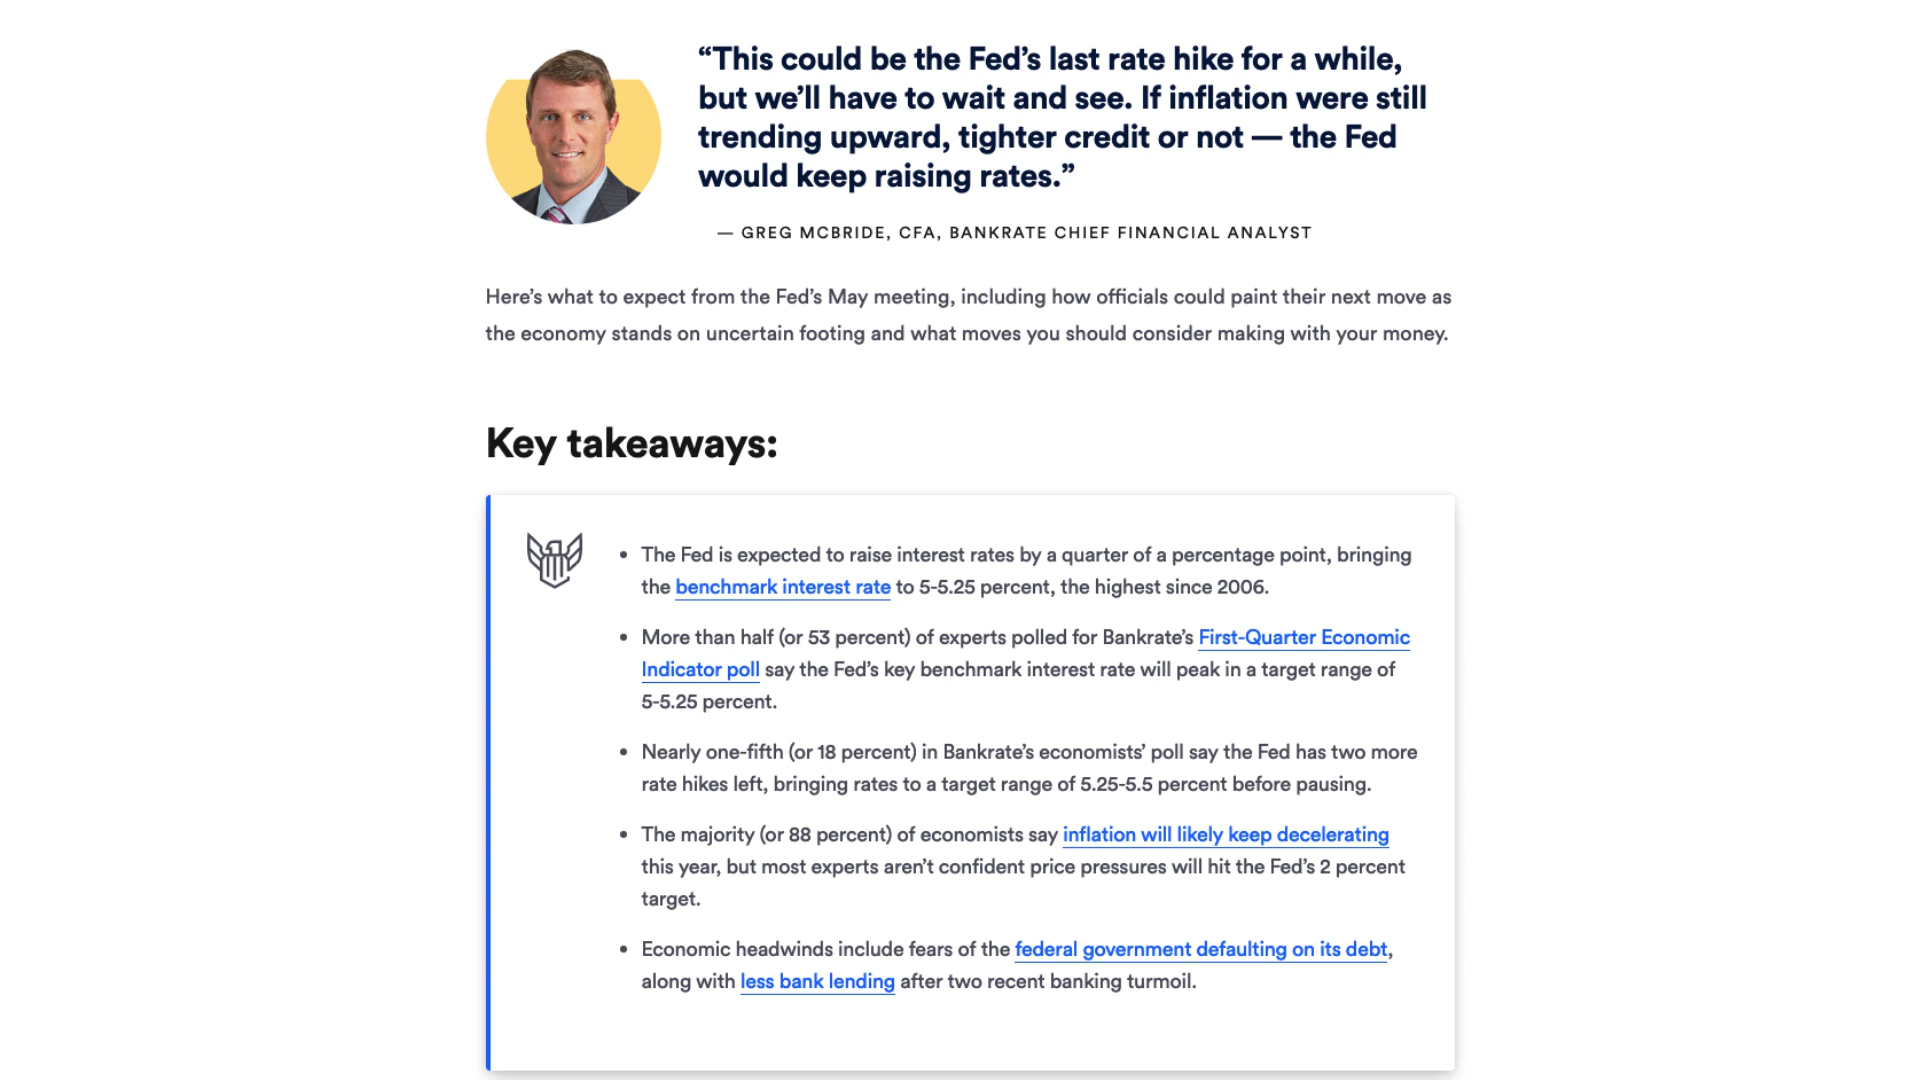 “This could be the Fed’s last rate hike for a while,
but we’ll have to wait and see. If inflation were still
trending upward, tighter credit or not — the Fed
would keep raising rates.”
— GREG MCBRIDE, CFA, BANKRATE CHIEF FINANCIAL ANALYST
Here’s what to expect from the Fed’s May meeting, including how officials could paint their next move as
the economy stands on uncertain footing and what moves you should consider making with your money.
Key takeaways:
• The Fed is expected to raise interest rates by a quarter of a percentage point, bringing
the benchmark interest rate to 5-5.25 percent, the highest since 2006.
• More than half (or 53 percent) of experts polled for Bankrate’s First-Quarter Economic
Indicator poll say the Fed’s key benchmark interest rate will peak in a target range of
5-5.25 percent.
• Nearly one-fifth (or 18 percent) in Bankrate’s economists’ poll say the Fed has two more
rate hikes left, bringing rates to a target range of 5.25-5.5 percent before pausing.
• The majority (or 88 percent) of economists say inflation will likely keep decelerating
this year, but most experts aren’t confident price pressures will hit the Fed’s 2 percent
target.
• Economic headwinds include fears of the federal government defaulting on its debt,
along with less bank lending after two recent banking turmoil.